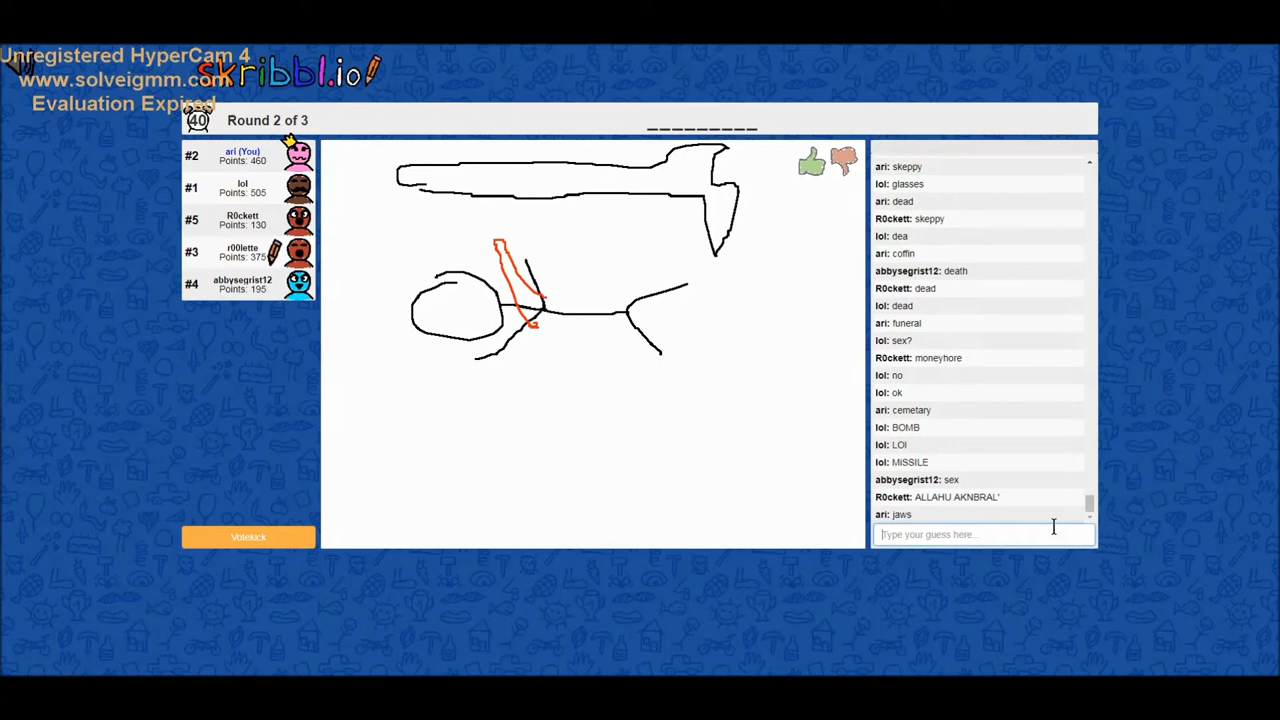 Unregistered HyperCam 4
www.solveigmm.com
Evaluation Expired
skribbl.io
40 Round 2 of 3
_________
#2 ari (You)
Points: 460
#1 lol
Points: 505
#5 R0ckett
Points: 130
#3 r00lette
Points: 375
#4 abbysegrist12
Points: 195
Votekick
ari: skeppy
lol: glasses
ari: dead
R0ckett: skeppy
lol: dea
ari: coffin
abbysegrist12: death
R0ckett: dead
lol: dead
ari: funeral
lol: sex?
R0ckett: moneyhore
lol: no
lol: ok
ari: cemetary
lol: BOMB
lol: LOl
lol: MiSSILE
abbysegrist12: sex
R0ckett: ALLAHU AKNBRAL'
ari: jaws
Type your guess here...